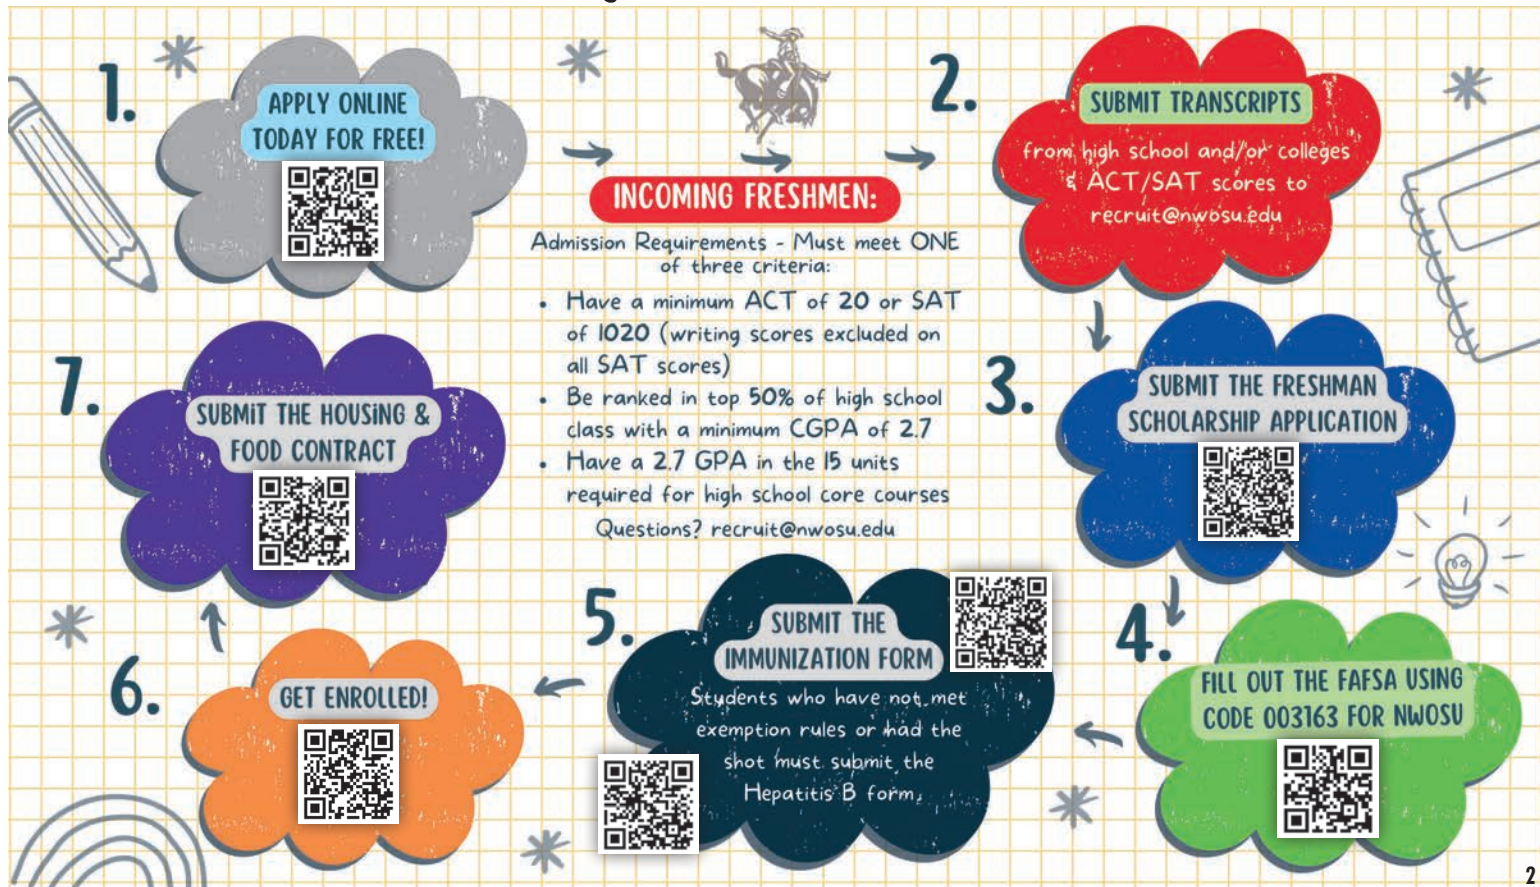 1.
APPLY ONLINE
TODAY FOR FREE!
2.
SUBMIT TRANSCRIPTS
from high school and/or colleges
& ACT/SAT scores to
recruit@nwosu.edu
INCOMING FRESHMEN:
Admission Requirements - Must meet ONE
of three criteria:
• Have a minimum ACT of 20 or SAT
of 1020 (writing scores excluded on
all SAT scores)
• Be ranked in top 50% of high school
class with a minimum CGPA of 2.7
• Have a 2.7 GPA in the 15 units
required for high school core courses
Questions? recruit@nwosu.edu
3.
SUBMIT THE FRESHMAN
SCHOLARSHIP APPLICATION
4.
FILL OUT THE FAFSA USING
CODE 003163 FOR NWOSU
5.
SUBMIT THE
IMMUNIZATION FORM
Students who have not met
exemption rules or had the
shot must submit the
Hepatitis B form.
6.
GET ENROLLED!
7.
SUBMIT THE HOUSING &
FOOD CONTRACT
2